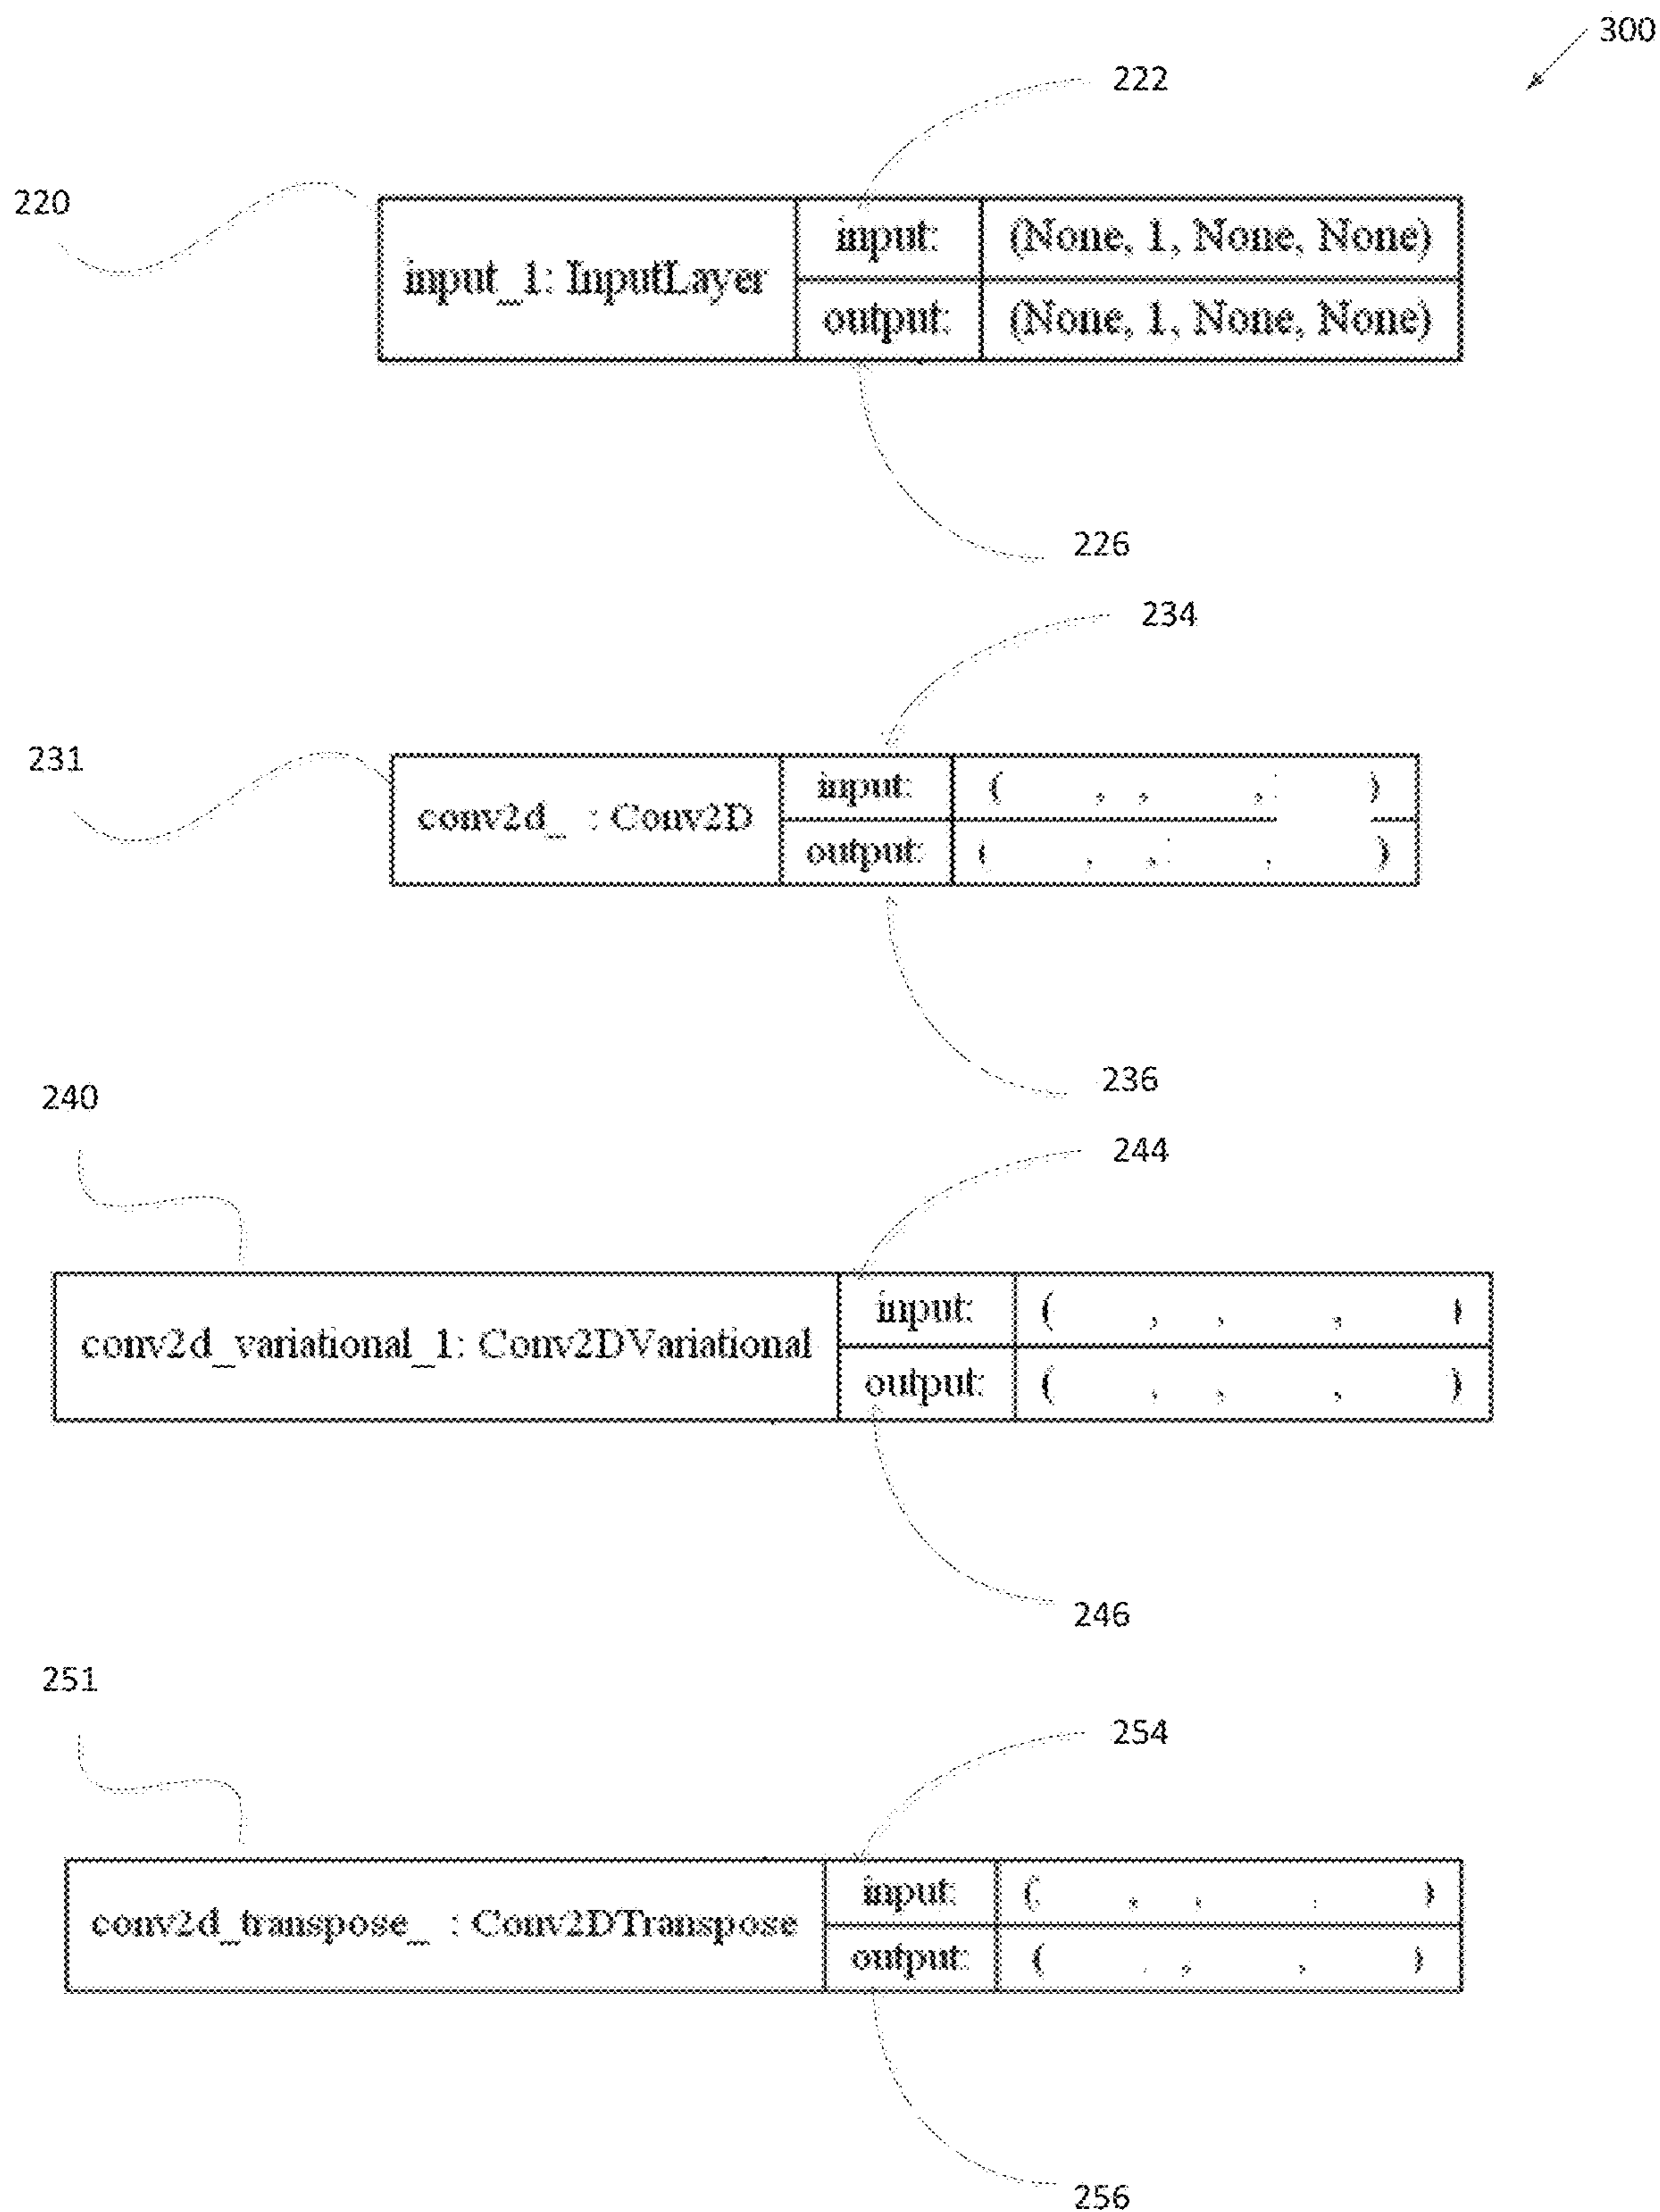 300
222
220
input_1: InputLayer
input: (None, 1, None, None)
output: (None, 1, None, None)
226
234
231
conv2d_ : Conv2D
input: ( , , , )
output: ( , , , )
236
240
244
conv2d_variational_1: Conv2DVariational
input: ( , , , )
output: ( , , , )
246
251
254
conv2d_transpose_ : Conv2DTranspose
input: ( , , , )
output: ( , , , )
256